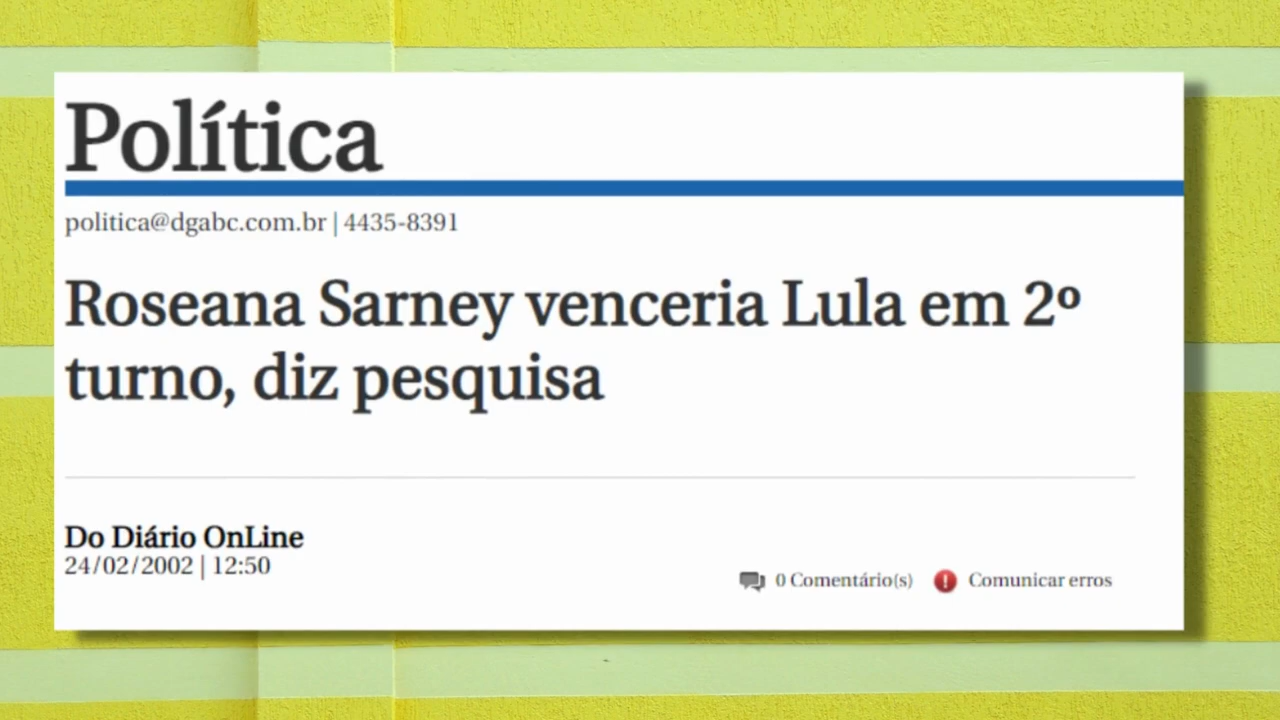 Política
politica@dgabc.com.br | 4435-8391
Roseana Sarney venceria Lula em 2º
turno, diz pesquisa
Do Diário OnLine
24/02/2002 | 12:50
0 Comentário(s) Comunicar erros